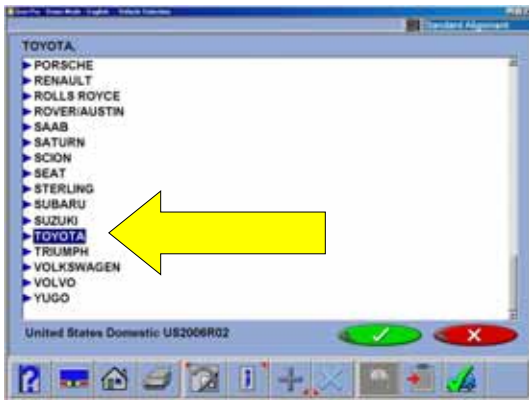 Standard Alignment
TOYOTA,
PORSCHE
RENAULT
ROLLS ROYCE
ROVER/AUSTIN
SAAB
SATURN
SCION
SEAT
STERLING
SUBARU
SUZUKI
TOYOTA
TRIUMPH
VOLKSWAGEN
VOLVO
YUGO
United States Domestic US2006R02